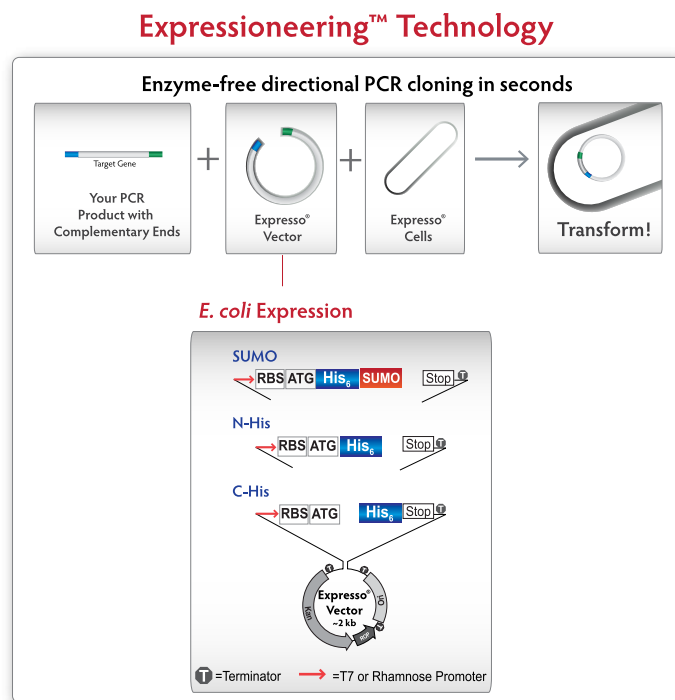 Expressioneering™ Technology
Enzyme-free directional PCR cloning in seconds
Target Gene
Your PCR
Product with
Complementary Ends
+
Expresso®
Vector
+
Expresso®
Cells
Transform!
E. coli Expression
SUMO
RBS ATG His6 SUMO Stop T
N-His
RBS ATG His6 Stop T
C-His
RBS ATG His6 Stop T
T T
Expresso®
Vector
~2 kb
Kan
Ori
ROP
T
T =Terminator =T7 or Rhamnose Promoter